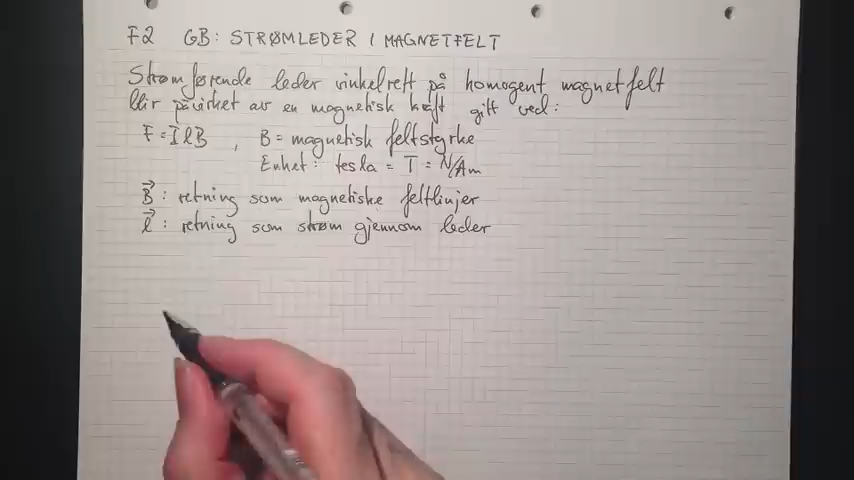 F2 GB: STRØMLEDER I MAGNETFELT
Strømførende leder vinkelrett på homogent magnetfelt
blir påvirket av en magnetisk kraft gitt ved:
F = IlB , B = magnetisk feltstyrke
Enhet: tesla = T = N/Am
B⃗ : retning som magnetiske feltlinjer
l⃗ : retning som strøm gjennom leder